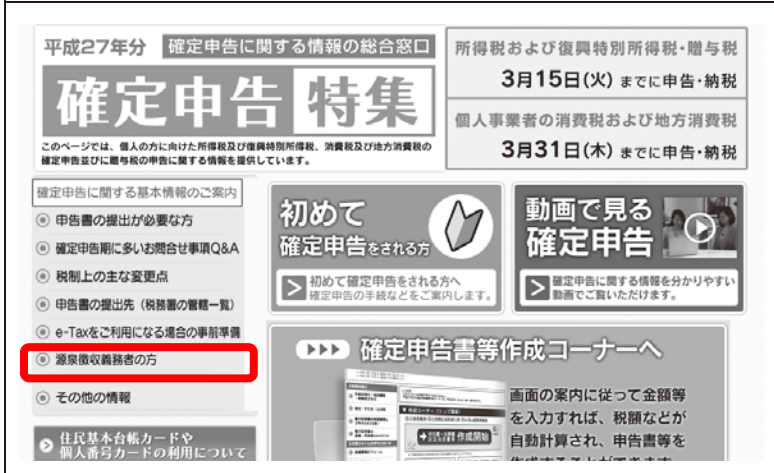 平成27年分 確定申告に関する情報の総合窓口
確定申告 特集
このページでは、個人の方に向けた所得税及び復興特別所得税、消費税及び地方消費税の
確定申告並びに贈与税の申告に関する情報を提供しています。
所得税および復興特別所得税・贈与税
3月15日(火) までに申告・納税
個人事業者の消費税および地方消費税
3月31日(木) までに申告・納税
確定申告に関する基本情報のご案内
申告書の提出が必要な方
確定申告期に多いお問合せ事項Q&A
税制上の主な変更点
申告書の提出先（税務署の管轄一覧）
e-Taxをご利用になる場合の事前準備
源泉徴収義務者の方
その他の情報
住民基本台帳カードや
個人番号カードの利用について
初めて
確定申告をされる方
初めて確定申告をされる方へ
確定申告の手続などをご案内します。
動画で見る
確定申告
確定申告に関する情報を分かりやすい
動画でご覧いただけます。
確定申告書等作成コーナーへ
作成開始
画面の案内に従って金額等
を入力すれば、税額などが
自動計算され、申告書等を